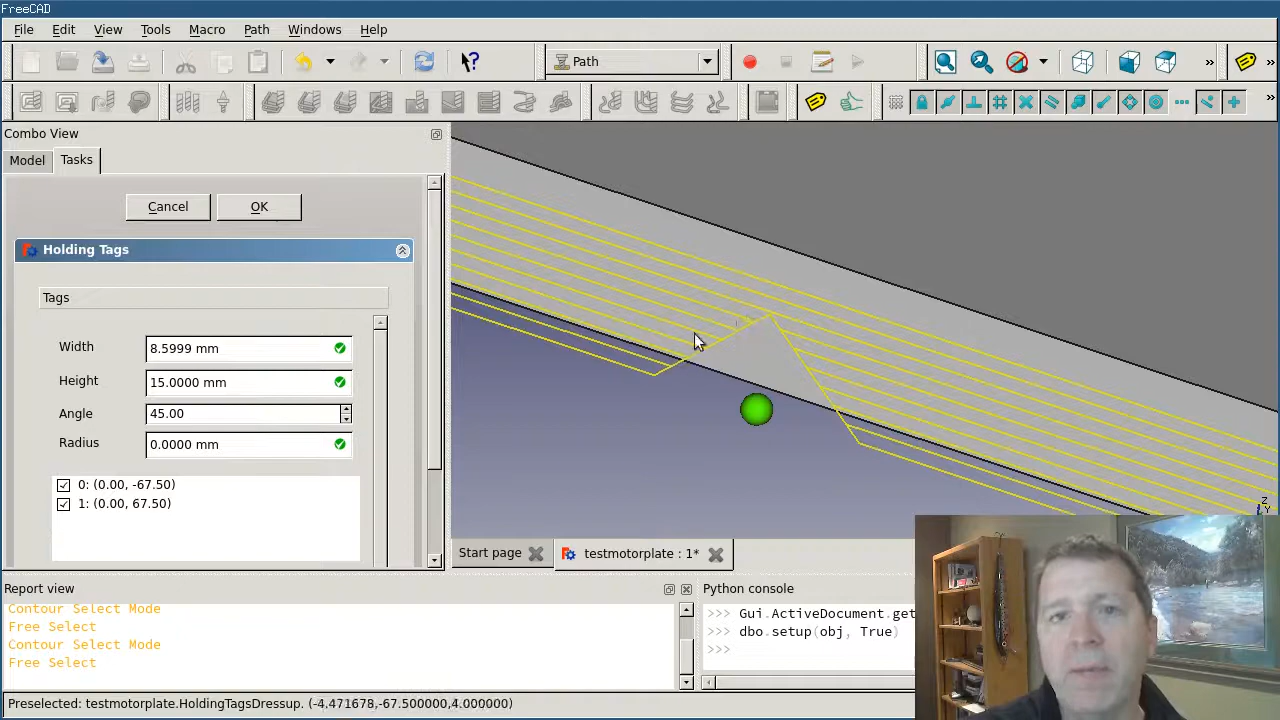 FreeCAD
File Edit View Tools Macro Path Windows Help
Path
»
»
»
Combo View
Model Tasks
Cancel OK
Holding Tags
Tags
Width 8.5999 mm
Height 15.0000 mm
Angle 45.00
Radius 0.0000 mm
0: (0.00, -67.50)
1: (0.00, 67.50)
Z
Y
Start page testmotorplate : 1*
Report view
Contour Select Mode
Free Select
Contour Select Mode
Free Select
Python console
>>> Gui.ActiveDocument.get
>>> dbo.setup(obj, True)
>>>
Preselected: testmotorplate.HoldingTagsDressup. (-4.471678,-67.500000,4.000000)